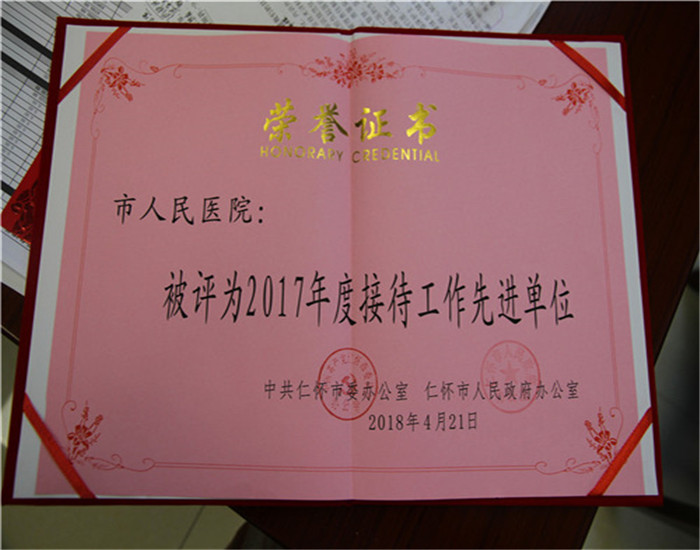 荣誉证书
HONORARY CREDENTIAL
市人民医院:
被评为2017年度接待工作先进单位
中共仁怀市委办公室 仁怀市人民政府办公室
2018年4月21日